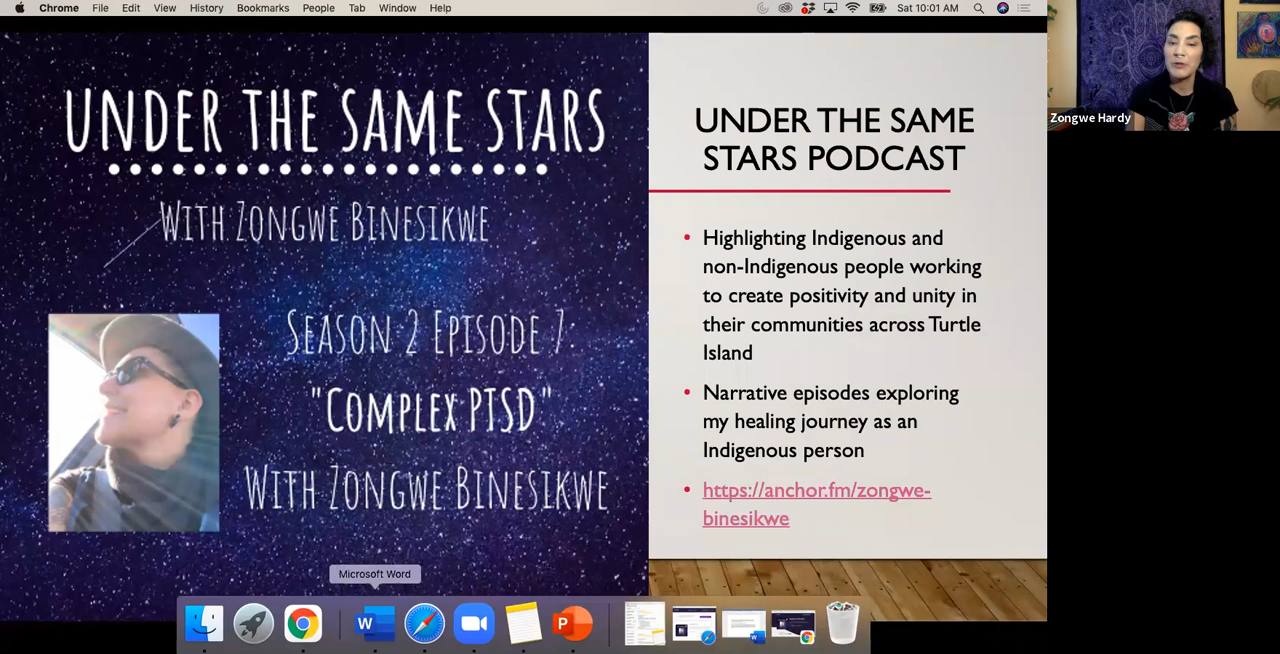 Chrome File Edit View History Bookmarks People Tab Window Help
Sat 10:01 AM
UNDER THE SAME STARS
WITH ZONGWE BINESIKWE
SEASON 2 EPISODE 7:
"COMPLEX PTSD"
WITH ZONGWE BINESIKWE
UNDER THE SAME
STARS PODCAST
• Highlighting Indigenous and
non-Indigenous people working
to create positivity and unity in
their communities across Turtle
Island
• Narrative episodes exploring
my healing journey as an
Indigenous person
• https://anchor.fm/zongwe-
binesikwe
Zongwe Hardy
Microsoft Word
W
P